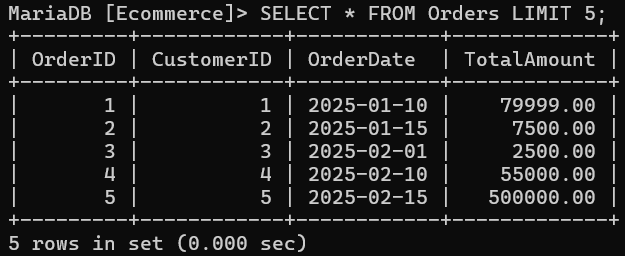 MariaDB [Ecommerce]> SELECT * FROM Orders LIMIT 5;
+---------+------------+------------+-------------+
| OrderID | CustomerID | OrderDate  | TotalAmount |
+---------+------------+------------+-------------+
|       1 |          1 | 2025-01-10 |    79999.00 |
|       2 |          2 | 2025-01-15 |     7500.00 |
|       3 |          3 | 2025-02-01 |     2500.00 |
|       4 |          4 | 2025-02-10 |    55000.00 |
|       5 |          5 | 2025-02-15 |   500000.00 |
+---------+------------+------------+-------------+
5 rows in set (0.000 sec)